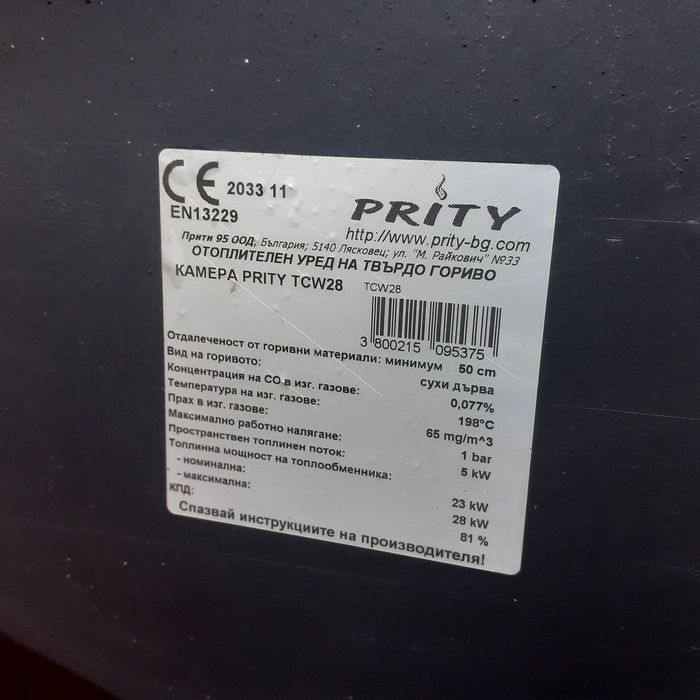 CE 2033 11
EN13229
PRITY
http://www.prity-bg.com
Прити 95 ООД, България; 5140 Лясковец; ул. "М. Райкович" №33
ОТОПЛИТЕЛЕН УРЕД НА ТВЪРДО ГОРИВО
КАМЕРА PRITY TCW28 TCW28
3 800215 095375
Отдалеченост от горивни материали: минимум 50 cm
Вид на горивото: сухи дърва
Концентрация на CO в изг. газове: 0,077%
Температура на изг. газове: 198°C
Прах в изг. газове: 65 mg/m^3
Максимално работно налягане: 1 bar
Пространствен топлинен поток: 5 kW
Топлинна мощност на топлообменника:
- номинална: 23 kW
- максимална: 28 kW
КПД: 81 %
Спазвай инструкциите на производителя!